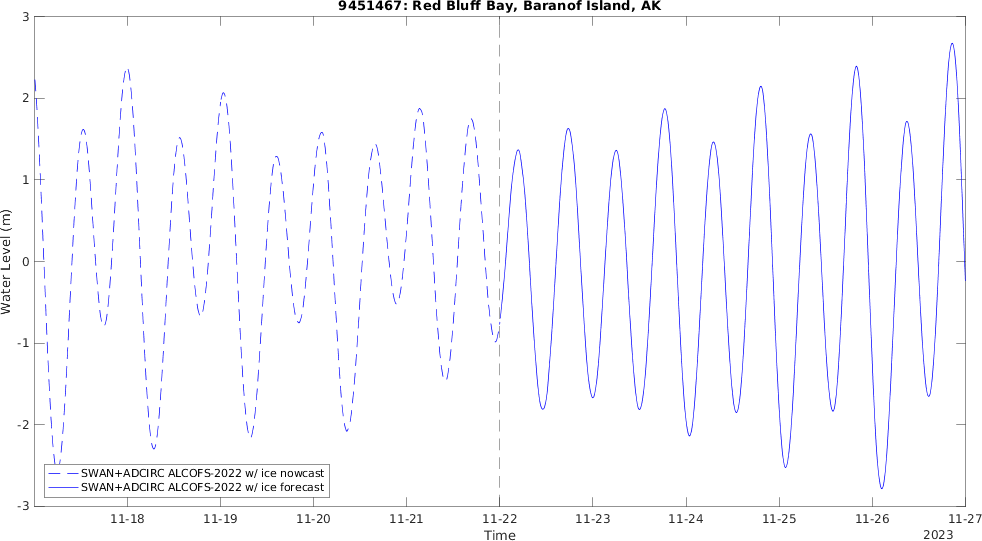 9451467: Red Bluff Bay, Baranof Island, AK
3
2
1
0
-1
-2
-3
Water Level (m)
SWAN+ADCIRC ALCOFS-2022 w/ ice nowcast
SWAN+ADCIRC ALCOFS-2022 w/ ice forecast
11-18 11-19 11-20 11-21 11-22 11-23 11-24 11-25 11-26 11-27
Time
2023